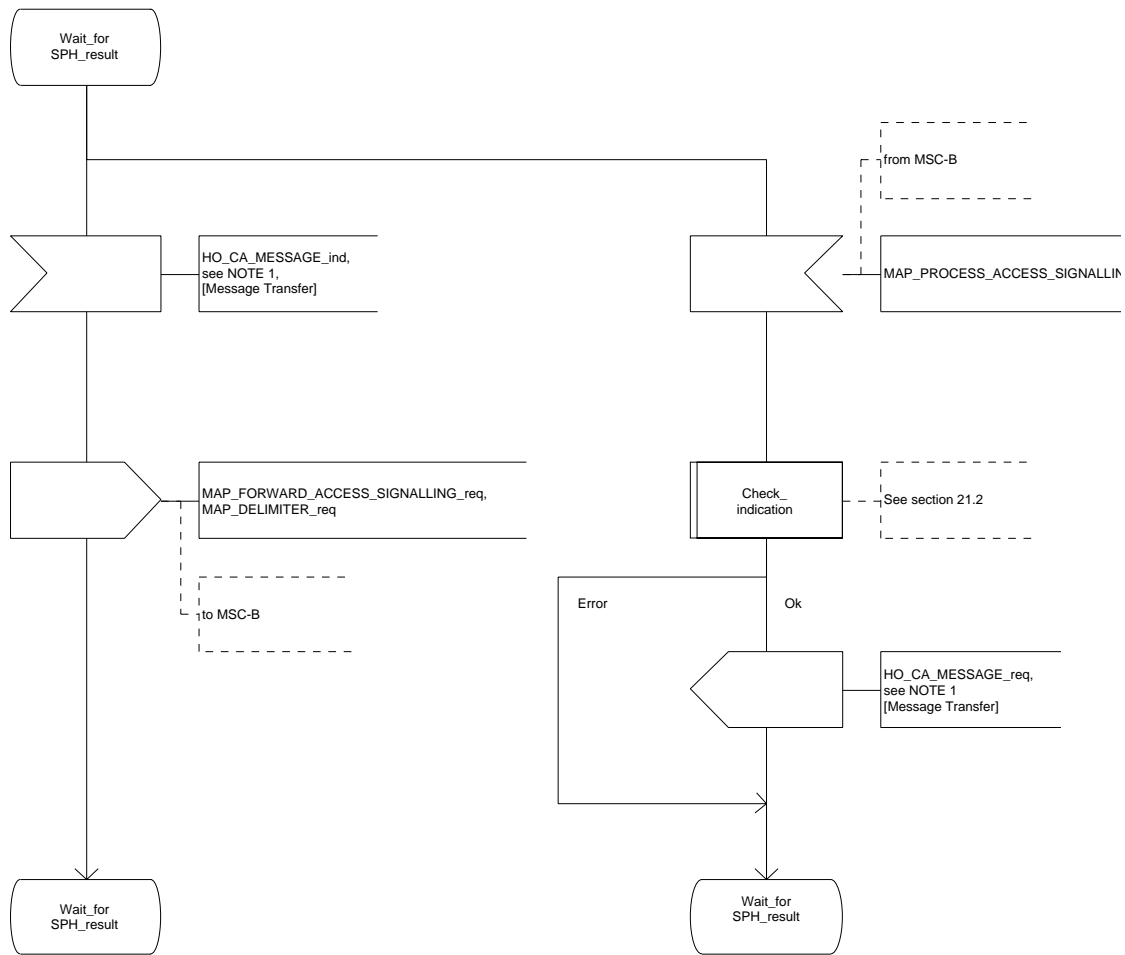 Wait_for
SPH_result
from MSC-B
HO_CA_MESSAGE_ind,
see NOTE 1,
[Message Transfer]
MAP_PROCESS_ACCESS_SIGNALLIN
MAP_FORWARD_ACCESS_SIGNALLING_req,
MAP_DELIMITER_req
Check_
indication
See section 21.2
to MSC-B
Error
Ok
HO_CA_MESSAGE_req,
see NOTE 1
[Message Transfer]
Wait_for
SPH_result
Wait_for
SPH_result